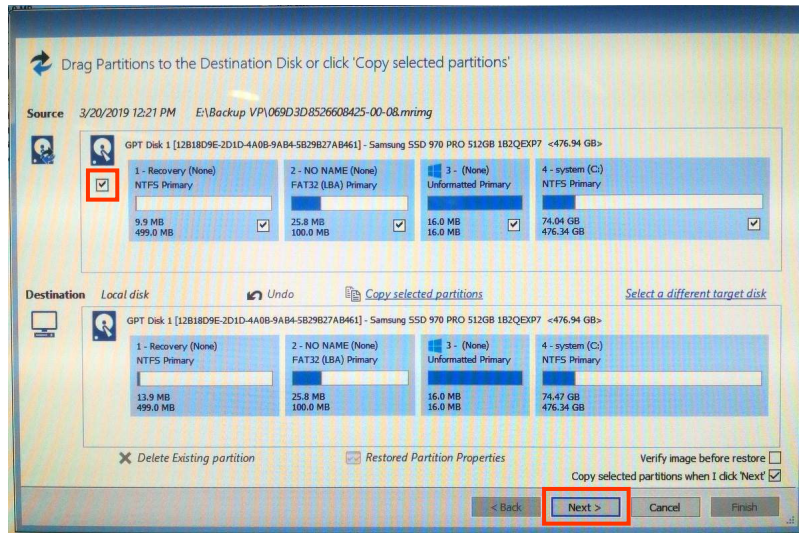 Drag Partitions to the Destination Disk or click 'Copy selected partitions'
Source 3/20/2019 12:21 PM E:\Backup VP\069D3D8526608425-00-08.mrimg
GPT Disk 1 [12B18D9E-2D1D-4A0B-9AB4-5B29B27AB461] - Samsung SSD 970 PRO 512GB 1B2QEXP7 <476.94 GB>
1 - Recovery (None)
NTFS Primary
9.9 MB
499.0 MB
2 - NO NAME (None)
FAT32 (LBA) Primary
25.8 MB
100.0 MB
3 - (None)
Unformatted Primary
16.0 MB
16.0 MB
4 - system (C:)
NTFS Primary
74.04 GB
476.34 GB
Destination Local disk Undo Copy selected partitions Select a different target disk
GPT Disk 1 [12B18D9E-2D1D-4A0B-9AB4-5B29B27AB461] - Samsung SSD 970 PRO 512GB 1B2QEXP7 <476.94 GB>
1 - Recovery (None)
NTFS Primary
13.9 MB
499.0 MB
2 - NO NAME (None)
FAT32 (LBA) Primary
25.8 MB
100.0 MB
3 - (None)
Unformatted Primary
16.0 MB
16.0 MB
4 - system (C:)
NTFS Primary
74.47 GB
476.34 GB
Delete Existing partition Restored Partition Properties Verify image before restore
Copy selected partitions when I click 'Next'
< Back Next > Cancel Finish